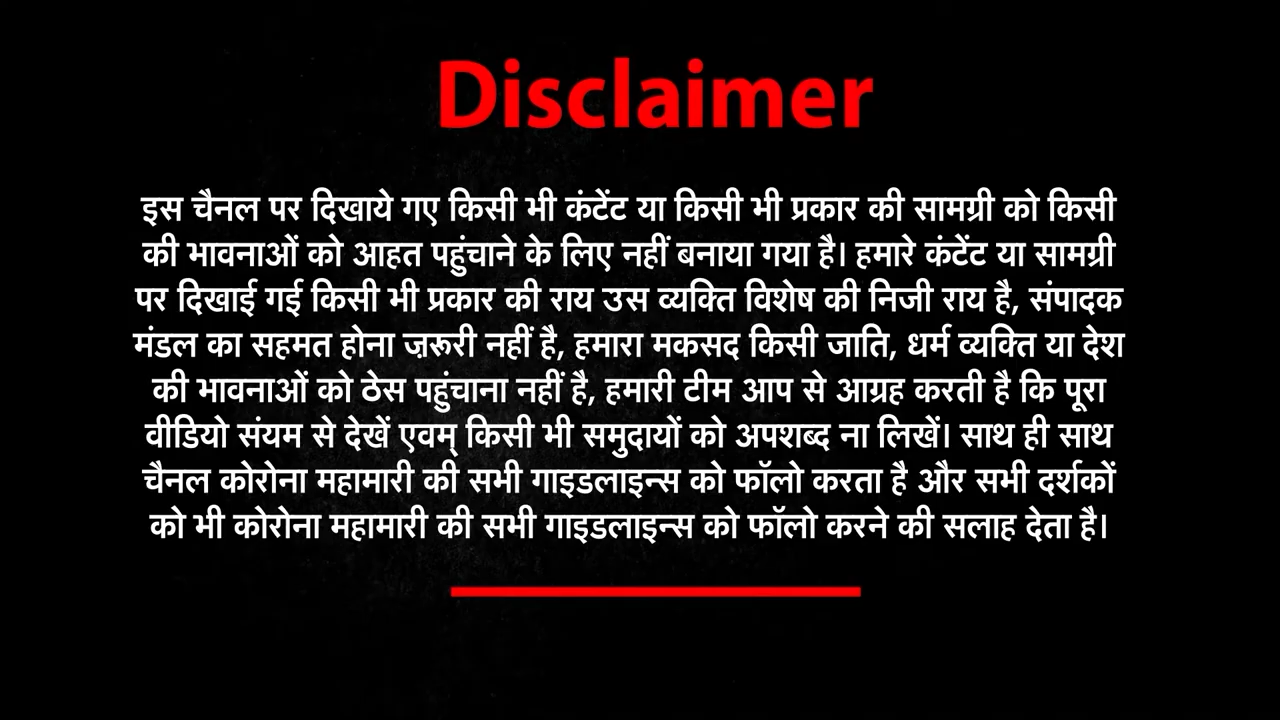 Disclaimer
इस चैनल पर दिखाये गए किसी भी कंटेंट या किसी भी प्रकार की सामग्री को किसी
की भावनाओं को आहत पहुंचाने के लिए नहीं बनाया गया है। हमारे कंटेंट या सामग्री
पर दिखाई गई किसी भी प्रकार की राय उस व्यक्ति विशेष की निजी राय है, संपादक
मंडल का सहमत होना ज़रूरी नहीं है, हमारा मकसद किसी जाति, धर्म व्यक्ति या देश
की भावनाओं को ठेस पहुंचाना नहीं है, हमारी टीम आप से आग्रह करती है कि पूरा
वीडियो संयम से देखें एवम् किसी भी समुदायों को अपशब्द ना लिखें। साथ ही साथ
चैनल कोरोना महामारी की सभी गाइडलाइन्स को फॉलो करता है और सभी दर्शकों
को भी कोरोना महामारी की सभी गाइडलाइन्स को फॉलो करने की सलाह देता है।